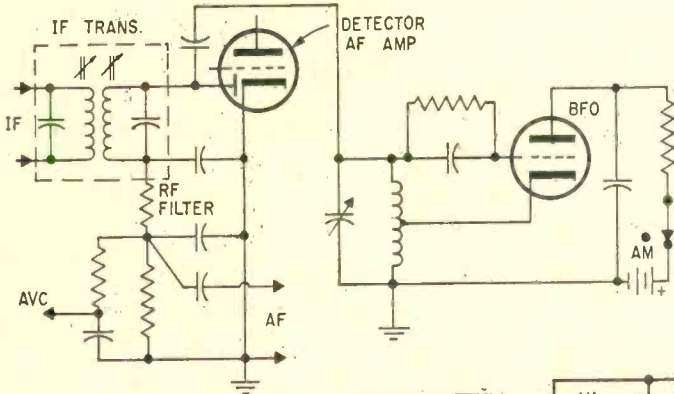 IF TRANS.
DETECTOR
AF AMP
IF
BFO
RF
FILTER
AM
AVC
AF
+